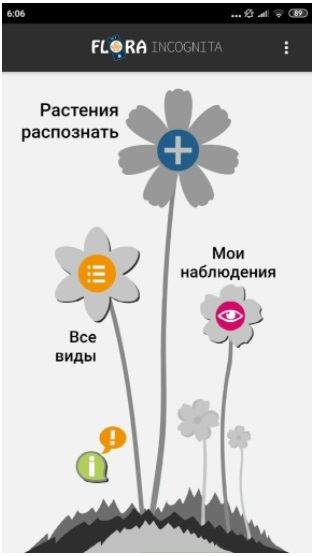 6:06
89
FLORA INCOGNITA
Растения
распознать
Мои
наблюдения
Все
виды